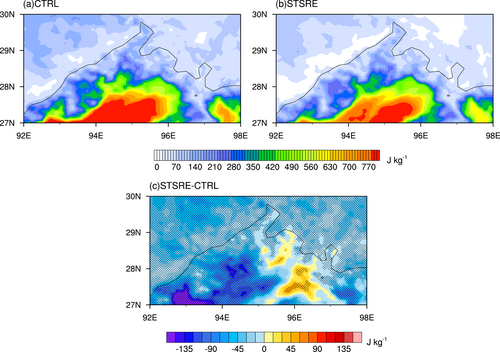 (a)CTRL
(b)STSRE
30N
30N
29N
29N
28N
28N
27N
27N
92E 94E 96E 98E
92E 94E 96E 98E
0 70 140 210 280 350 420 490 560 630 700 770
J kg⁻¹
(c)STSRE-CTRL
30N
29N
28N
27N
92E 94E 96E 98E
-135 -90 -45 0 45 90 135
J kg⁻¹